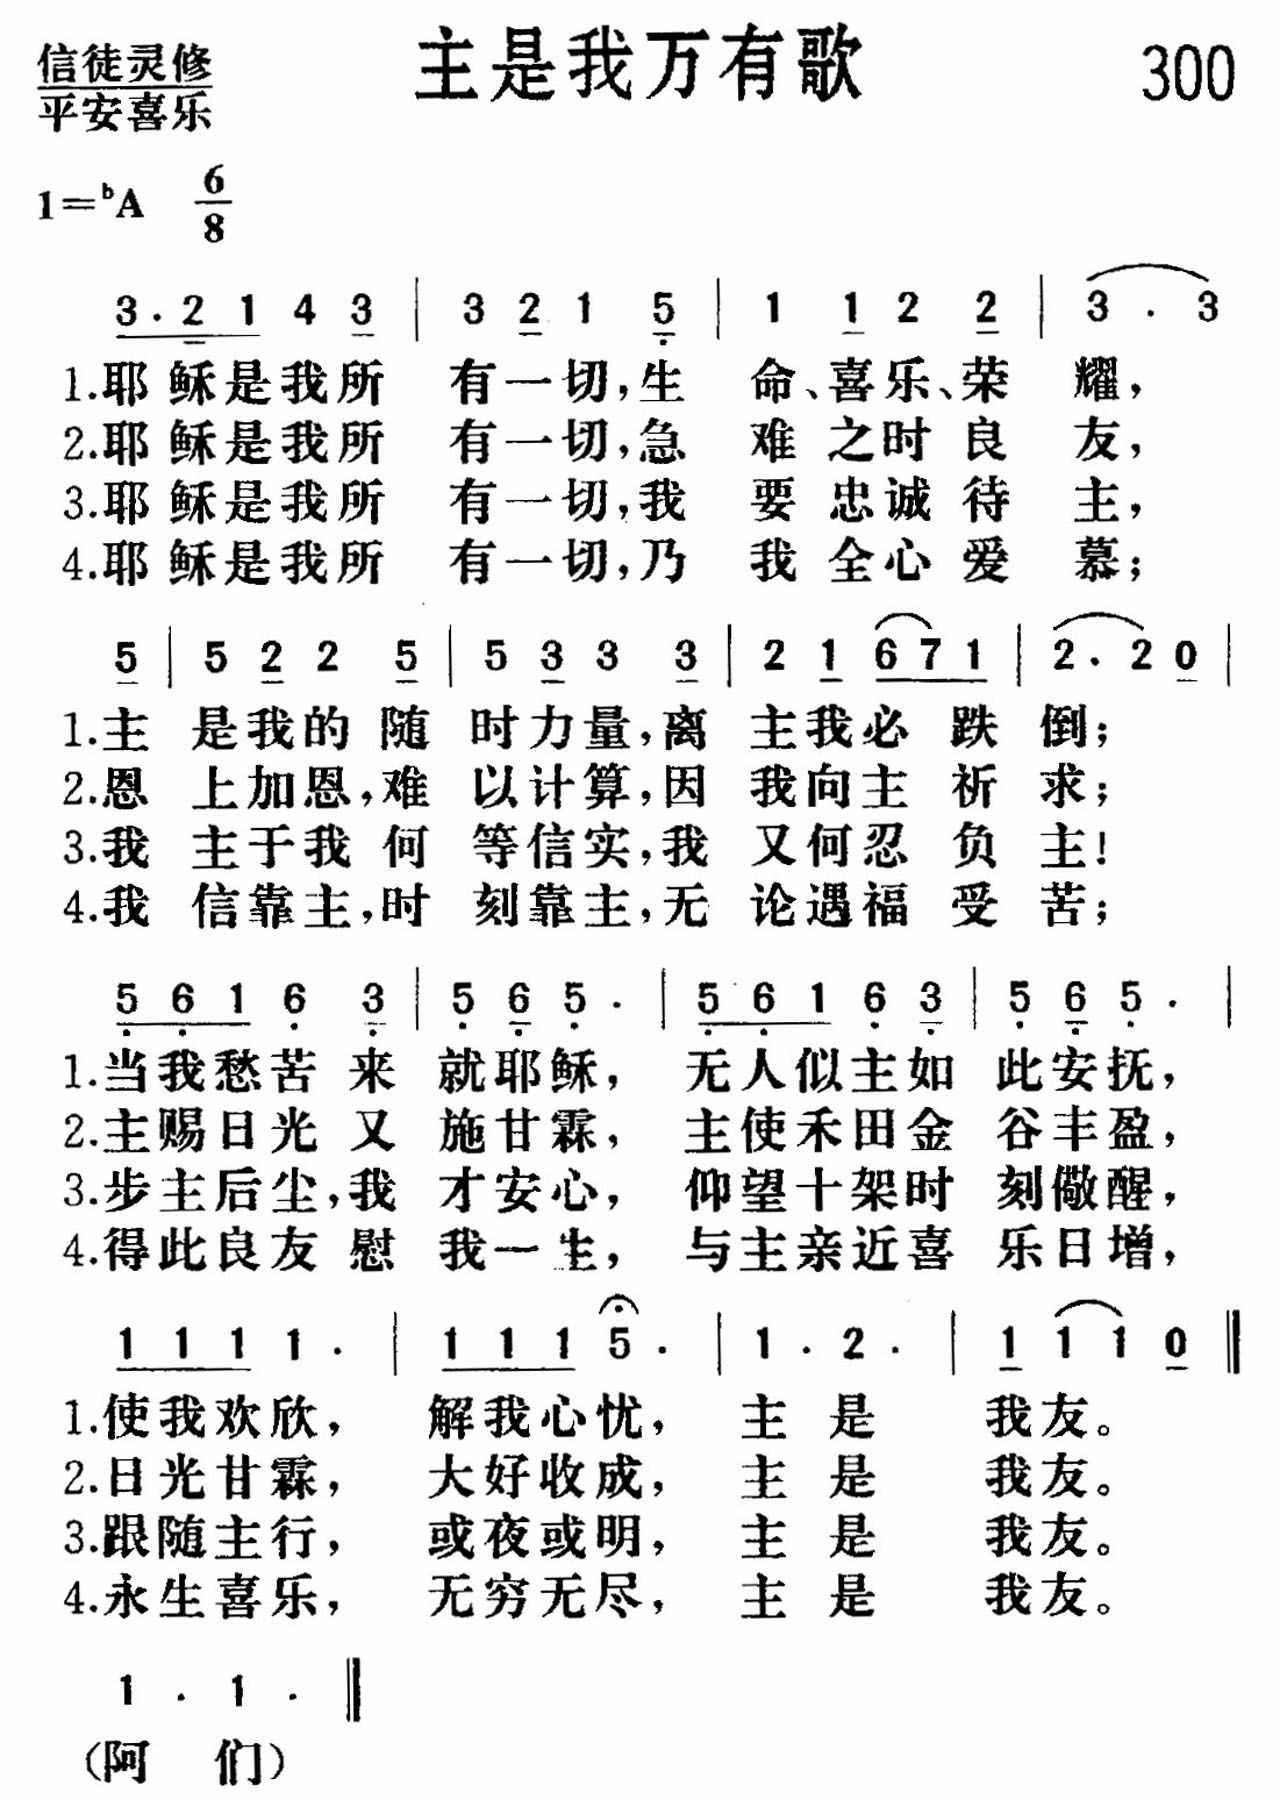 信徒灵修
平安喜乐
主是我万有歌
300
1=♭A 6/8
3·2 1 4 3 | 3 2 1 5 | 1 1 2 2 | 3·3
1.耶稣是我所 有一切,生 命、喜乐、荣 耀,
2.耶稣是我所 有一切,急 难之时良 友,
3.耶稣是我所 有一切,我 要忠诚待 主,
4.耶稣是我所 有一切,乃 我全心爱 慕;
5 | 5 2 2 5 | 5 3 3 3 | 2 1 6 7 1 | 2·2 0 |
1.主 是我的随 时力量,离 主我必跌 倒;
2.恩 上加恩,难 以计算,因 我向主祈 求;
3.我 主于我何 等信实,我 又何忍负 主!
4.我 信靠主,时 刻靠主,无 论遇福受 苦;
5 6 1 6 3 | 5 6 5· | 5 6 1 6 3 | 5 6 5· |
1.当我愁苦来 就耶稣, 无人似主如 此安抚,
2.主赐日光又 施甘霖, 主使禾田金 谷丰盈,
3.步主后尘,我 才安心, 仰望十架时 刻儆醒,
4.得此良友慰 我一生, 与主亲近喜 乐日增,
1 1 1 1· | 1 1 1 5· | 1·2· | 1 1 1 0 ‖
1.使我欢欣, 解我心忧, 主是 我友。
2.日光甘霖, 大好收成, 主是 我友。
3.跟随主行, 或夜或明, 主是 我友。
4.永生喜乐, 无穷无尽, 主是 我友。
1·1· ‖
(阿 们)